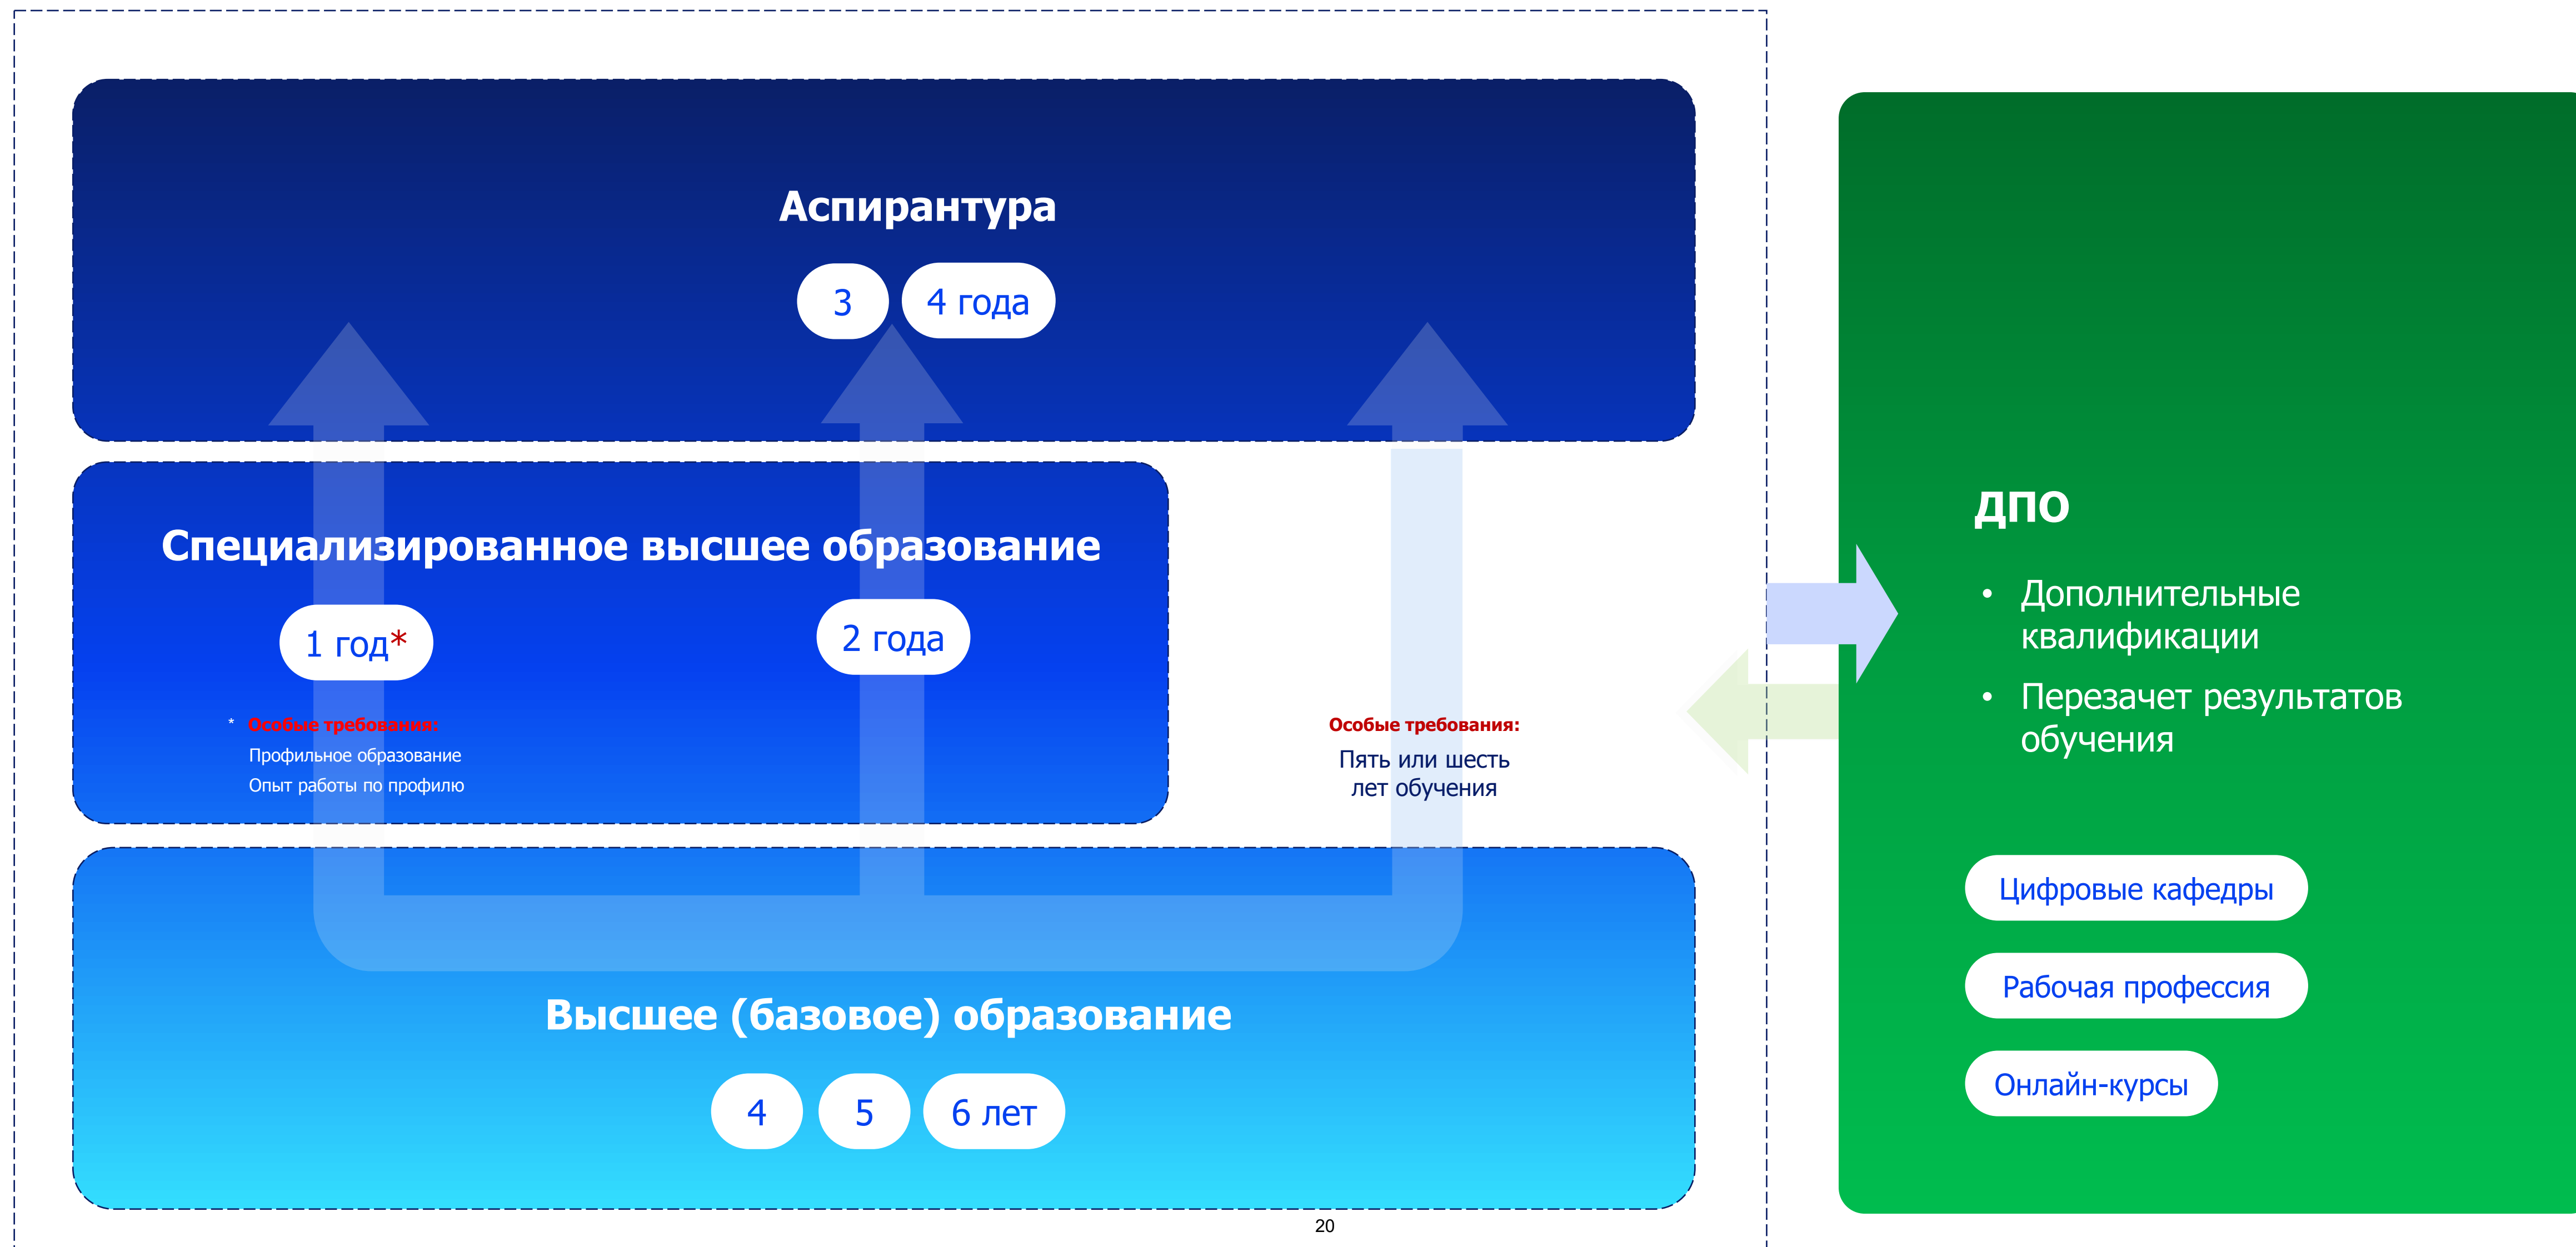 Аспирантура
3
4 года
Специализированное высшее образование
1 год*
2 года
* Особые требования:
Профильное образование
Опыт работы по профилю
Особые требования:
Пять или шесть
лет обучения
Высшее (базовое) образование
4
5
6 лет
ДПО
• Дополнительные
квалификации
• Перезачет результатов
обучения
Цифровые кафедры
Рабочая профессия
Онлайн-курсы
20